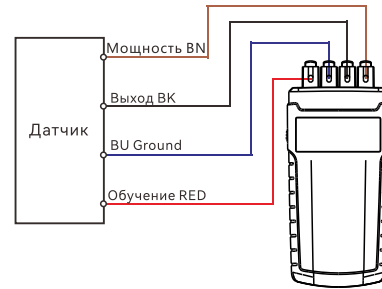 Мощность BN
Выход BK
Датчик
BU Ground
Обучение RED